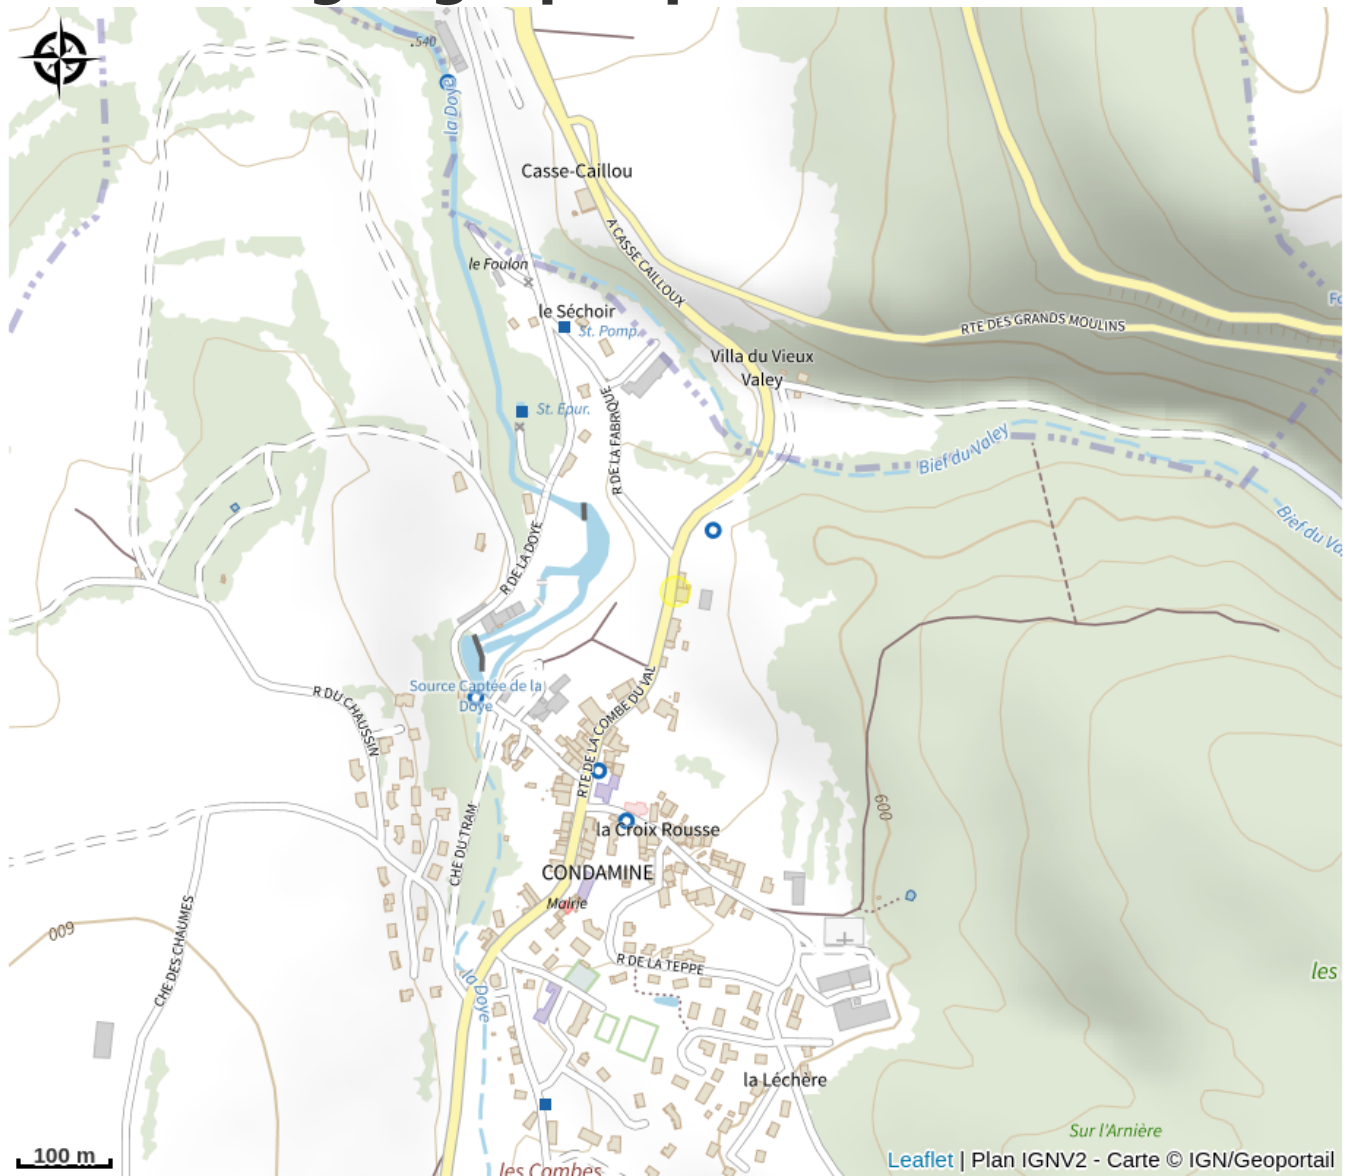 .540
la Doye
Casse-Caillou
A CASSE CAILLOUX
le Foulon
le Séchoir
St. Pomp.
RTE DES GRANDS MOULINS
Villa du Vieux
Valey
St. Epur.
R DE LA FABRIQUE
Bief du Valey
R DE LA DOYE
Source Captée de la
Doye
R DU CHAUSSIN
RTE DE LA COMBE DU VAL
600
la Croix Rousse
CHE DU TRAM
CONDAMINE
Mairie
CHE DES CHAUMES
600
R DE LA TEPPE
la Doye
les
la Léchère
Sur l'Arnière
les Combes
100 m
Leaflet | Plan IGNV2 - Carte © IGN/Geoportail